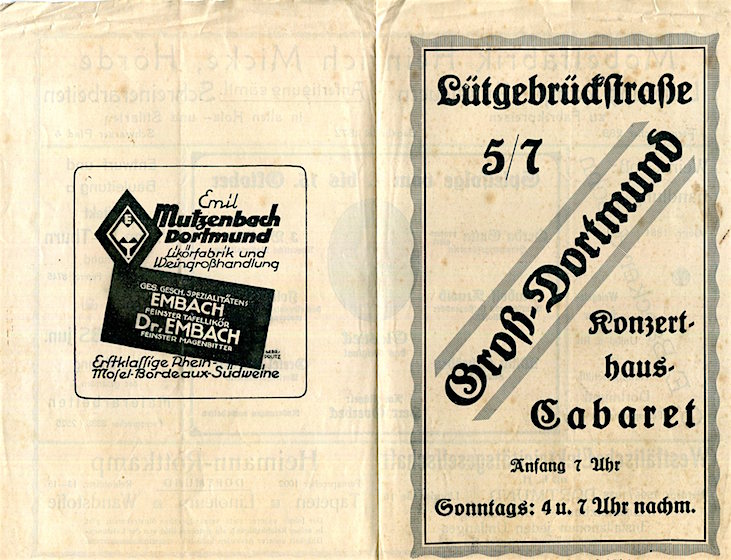 Emil
Mutzenbach
Dortmund
Likörfabrik und
Weingroßhandlung
GES. GESCH. SPEZIALITÄTEN:
EMBACH
FEINSTER TAFELLIKÖR
Dr. EMBACH
FEINSTER MAGENBITTER
Erstklassige Rhein-
Mosel-Bordeaux-Südweine
Lütgebrückstraße
5/7
Groß-Dortmund
Konzert-
haus-
Cabaret
Anfang 7 Uhr
Sonntags: 4 u. 7 Uhr nachm.